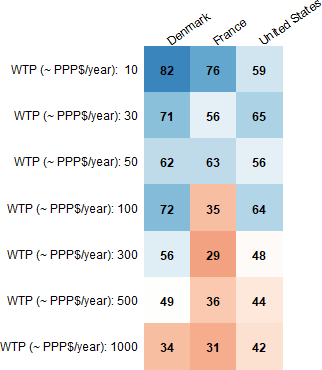 Denmark France United States
WTP (~ PPP$/year): 10 82 76 59
WTP (~ PPP$/year): 30 71 56 65
WTP (~ PPP$/year): 50 62 63 56
WTP (~ PPP$/year): 100 72 35 64
WTP (~ PPP$/year): 300 56 29 48
WTP (~ PPP$/year): 500 49 36 44
WTP (~ PPP$/year): 1000 34 31 42